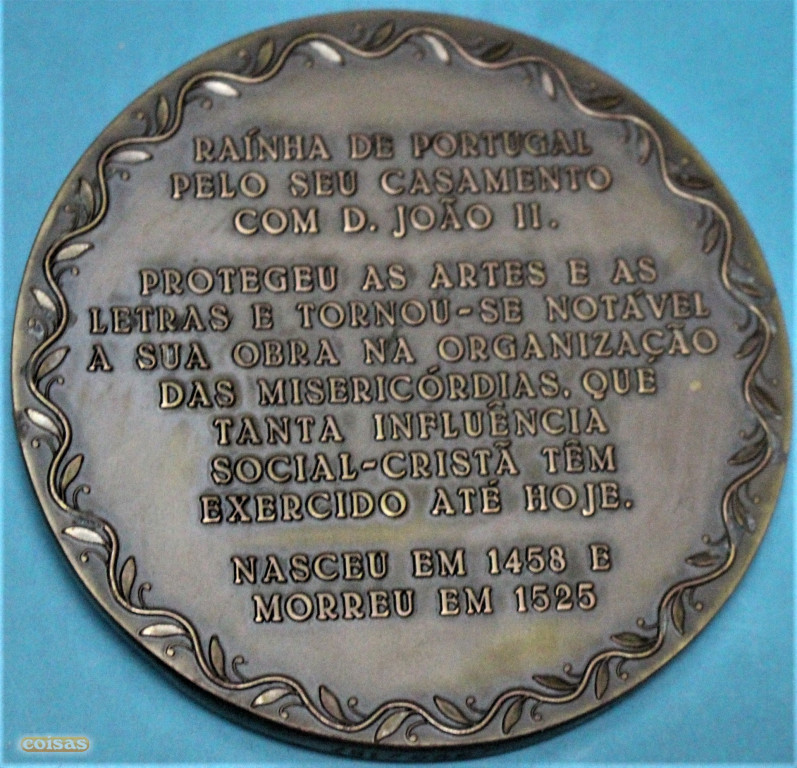 RAÍNHA DE PORTUGAL
PELO SEU CASAMENTO
COM D. JOÃO II.
PROTEGEU AS ARTES E AS
LETRAS E TORNOU-SE NOTÁVEL
A SUA OBRA NA ORGANIZAÇÃO
DAS MISERICÓRDIAS, QUE
TANTA INFLUÊNCIA
SOCIAL-CRISTÃ TÊM
EXERCIDO ATÉ HOJE.
NASCEU EM 1458 E
MORREU EM 1525
coisas